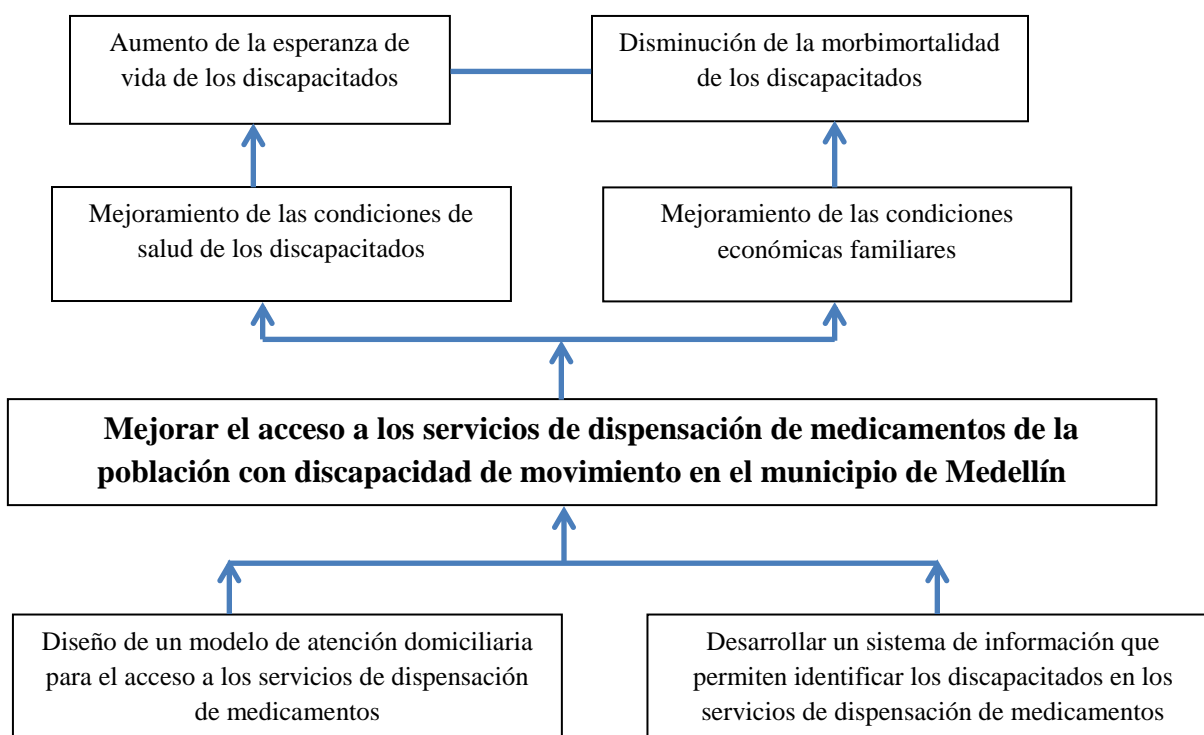 Aumento de la esperanza de
vida de los discapacitados
Disminución de la morbimortalidad
de los discapacitados
Mejoramiento de las condiciones de
salud de los discapacitados
Mejoramiento de las condiciones
económicas familiares
Mejorar el acceso a los servicios de dispensación de medicamentos de la
población con discapacidad de movimiento en el municipio de Medellín
Diseño de un modelo de atención domiciliaria
para el acceso a los servicios de dispensación
de medicamentos
Desarrollar un sistema de información que
permiten identificar los discapacitados en los
servicios de dispensación de medicamentos